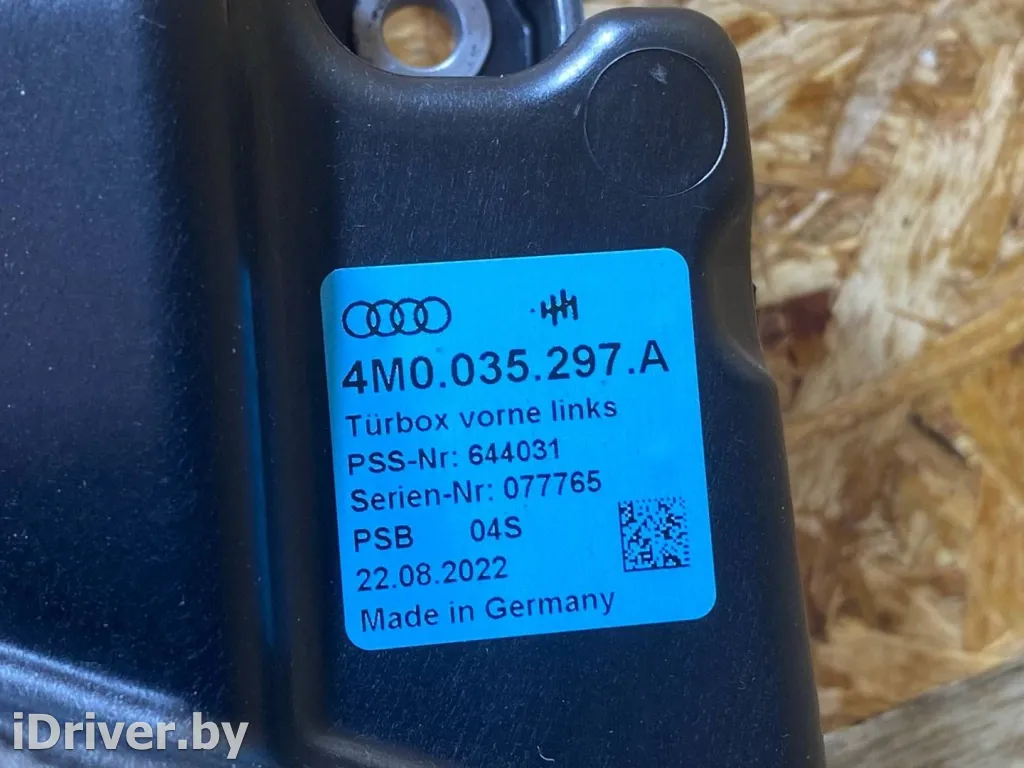 4M0.035.297.A
Türbox vorne links
PSS-Nr: 644031
Serien-Nr: 077765
PSB 04S
22.08.2022
Made in Germany
iDriver.by